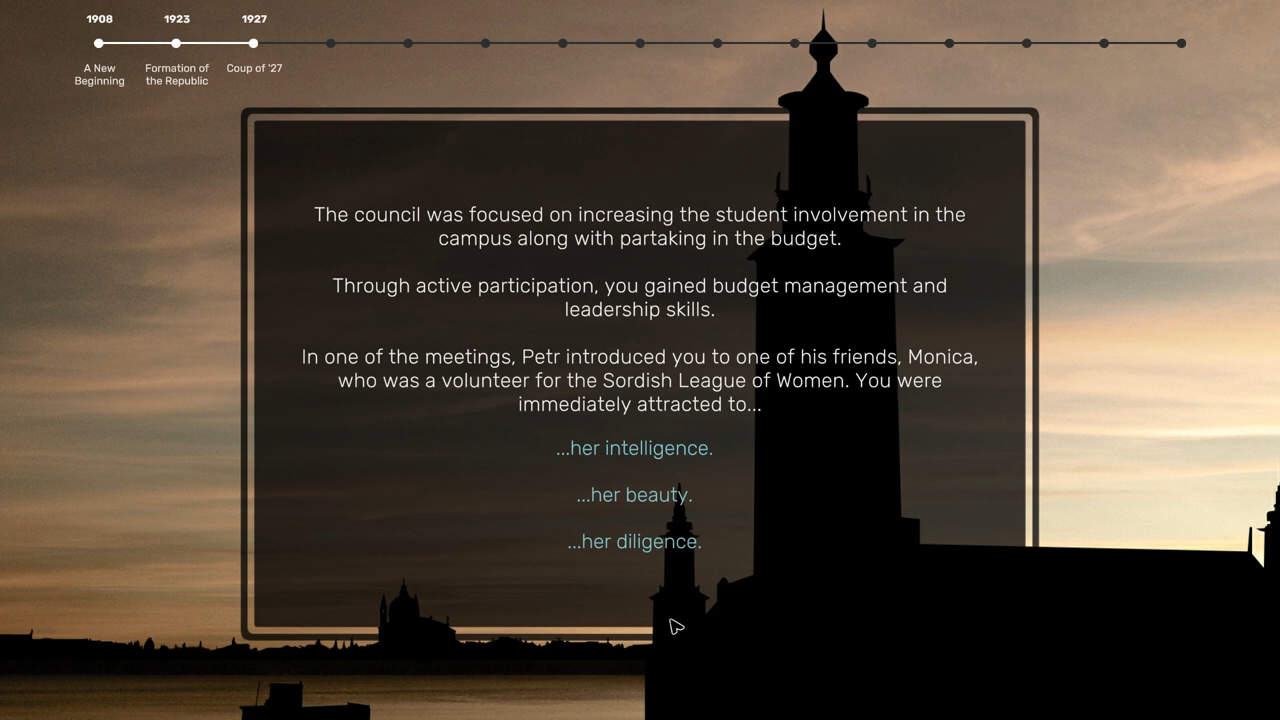 1908
1923
1927
A New
Beginning
Formation of
the Republic
Coup of '27
The council was focused on increasing the student involvement in the
campus along with partaking in the budget.
Through active participation, you gained budget management and
leadership skills.
In one of the meetings, Petr introduced you to one of his friends, Monica,
who was a volunteer for the Sordish League of Women. You were
immediately attracted to...
...her intelligence.
...her beauty.
...her diligence.